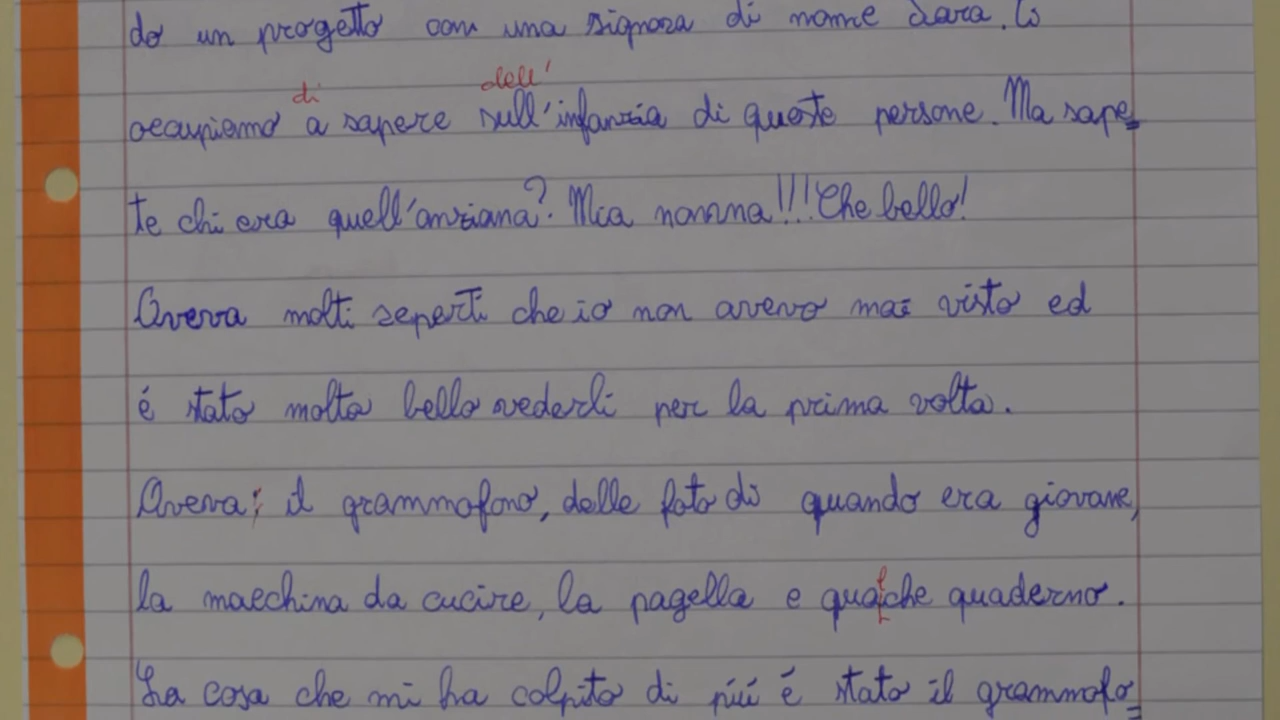 do un progetto con una signora di nome Sara. Ci
di dell'
occupiamo a sapere sull'infanzia di queste persone. Ma sape
te chi era quell'anziana? Mia nonna!!! Che bello!
Aveva molti reperti che io non avevo mai visto ed
é stato molto bello vederli per la prima volta.
Aveva: il grammofono, delle foto di quando era giovane,
la macchina da cucire, la pagella e qualche quaderno.
La cosa che mi ha colpito di piú é stato il grammofo